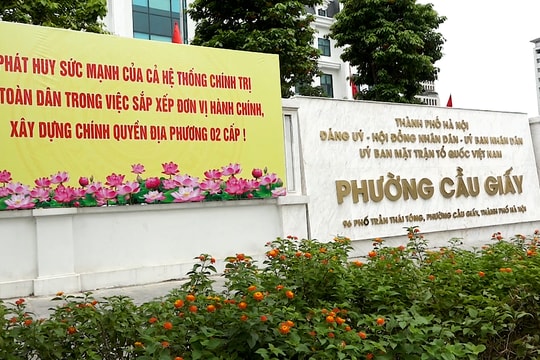 PHÁT HUY SỨC MẠNH CỦA CẢ HỆ THỐNG CHÍNH TRỊ
TOÀN DÂN TRONG VIỆC SẮP XẾP ĐƠN VỊ HÀNH CHÍNH,
XÂY DỰNG CHÍNH QUYỀN ĐỊA PHƯƠNG 02 CẤP !
THÀNH PHỐ HÀ NỘI
ĐẢNG ỦY - HỘI ĐỒNG NHÂN DÂN - ỦY BAN NHÂN DÂN
ỦY BAN MẶT TRẬN TỔ QUỐC VIỆT NAM
PHƯỜNG CẦU GIẤY
96 PHỐ TRẦN THÁI TÔNG, PHƯỜNG CẦU GIẤY, THÀNH PHỐ HÀ NỘI